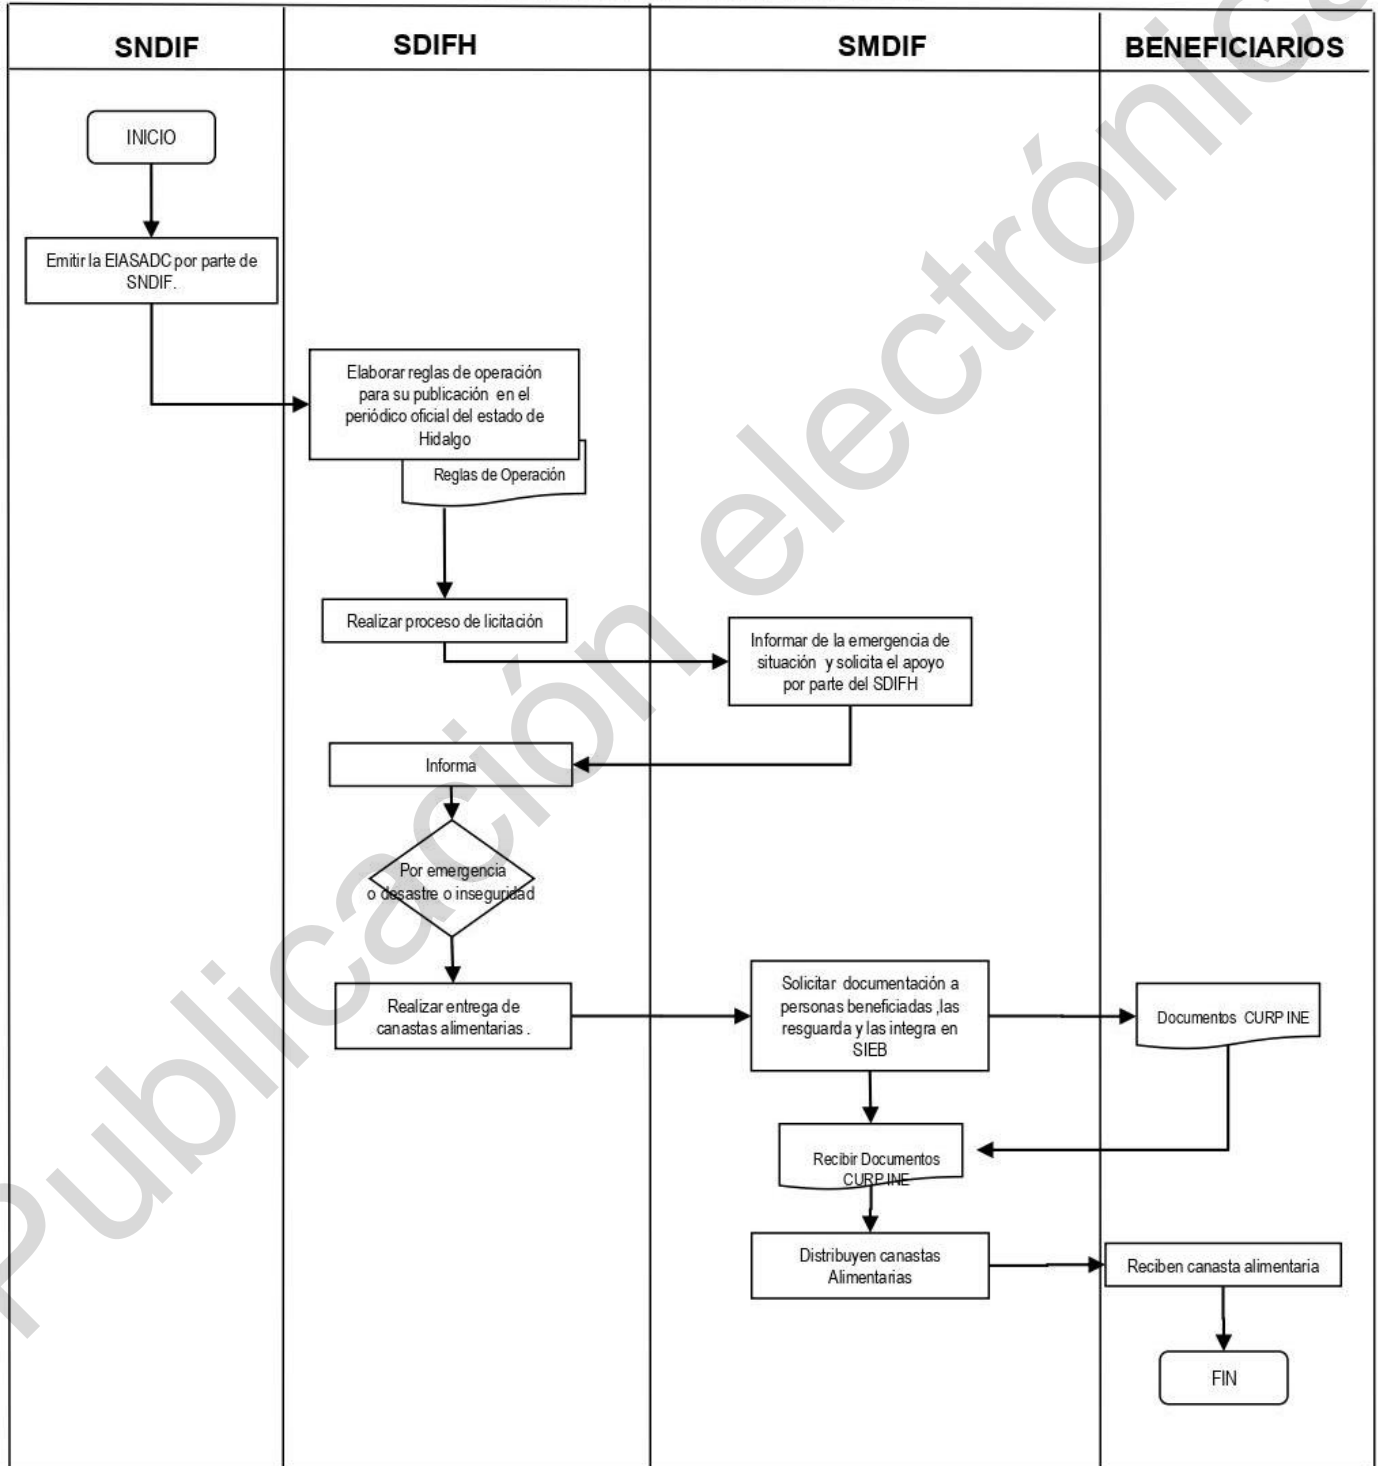 SNDIF
SDIFH
SMDIF
BENEFICIARIOS
INICIO
Emitir la EIASADC por parte de
SNDIF.
Elaborar reglas de operación
para su publicación en el
periódico oficial del estado de
Hidalgo
Reglas de Operación
Realizar proceso de licitación
Informar de la emergencia de
situación y solicita el apoyo
por parte del SDIFH
Informa
Por emergencia
o desastre o inseguridad
Realizar entrega de
canastas alimentarias .
Solicitar documentación a
personas beneficiadas ,las
resguarda y las integra en
SIEB
Documentos CURP INE
Recibir Documentos
CURP INE
Distribuyen canastas
Alimentarias
Reciben canasta alimentaria
FIN
Publicación electrónica